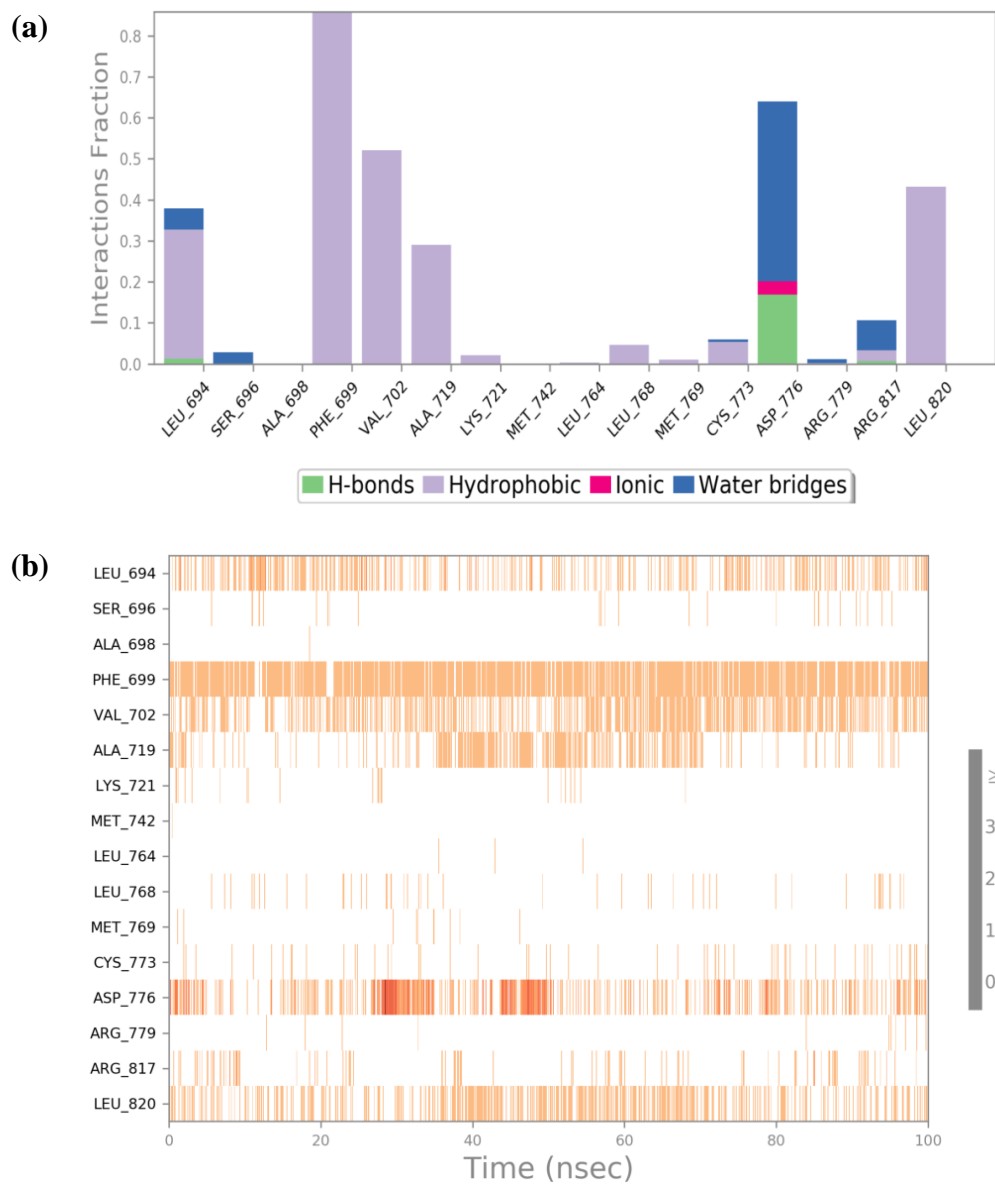 (a)
Interactions Fraction
0.8
0.7
0.6
0.5
0.4
0.3
0.2
0.1
0.0
LEU_694 SER_696 ALA_698 PHE_699 VAL_702 ALA_719 LYS_721 MET_742 LEU_764 LEU_768 MET_769 CYS_773 ASP_776 ARG_779 ARG_817 LEU_820
H-bonds Hydrophobic Ionic Water bridges
(b)
LEU_694
SER_696
ALA_698
PHE_699
VAL_702
ALA_719
LYS_721
MET_742
LEU_764
LEU_768
MET_769
CYS_773
ASP_776
ARG_779
ARG_817
LEU_820
3
2
1
0
0 20 40 60 80 100
Time (nsec)